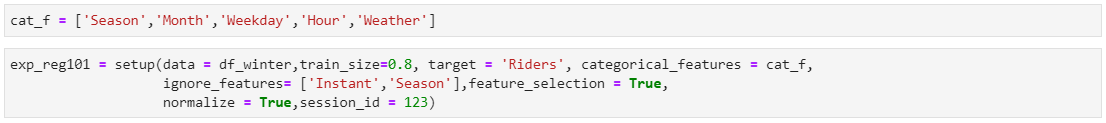 cat_f = ['Season','Month','Weekday','Hour','Weather']
exp_reg101 = setup(data = df_winter,train_size=0.8, target = 'Riders', categorical_features = cat_f,
ignore_features= ['Instant','Season'],feature_selection = True,
normalize = True,session_id = 123)